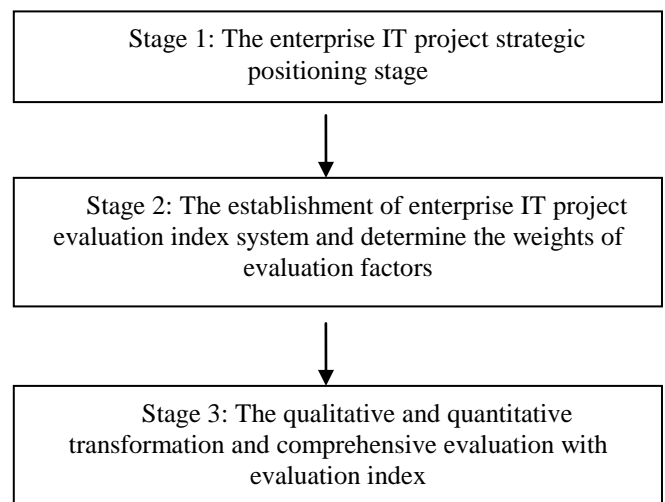 Stage 1: The enterprise IT project strategic
positioning stage
Stage 2: The establishment of enterprise IT project
evaluation index system and determine the weights of
evaluation factors
Stage 3: The qualitative and quantitative
transformation and comprehensive evaluation with
evaluation index